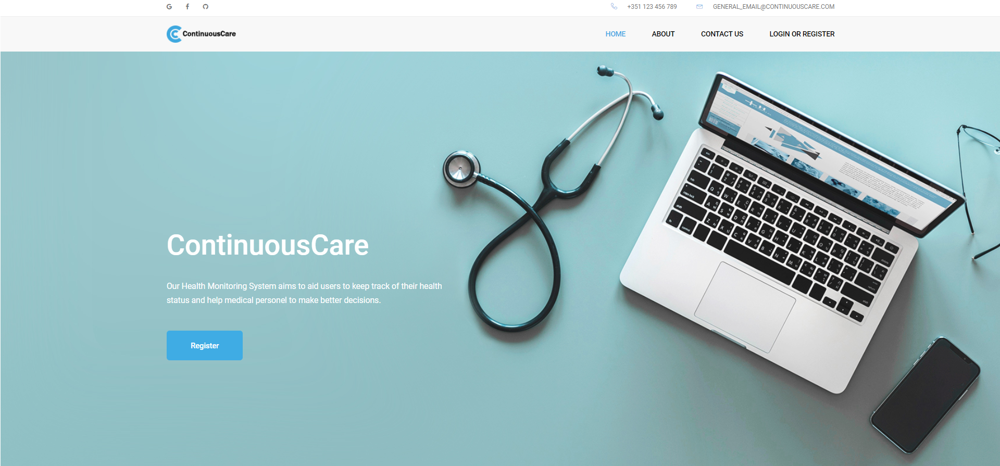 +351 123 456 789 GENERAL_EMAIL@CONTINUOUSCARE.COM
ContinuousCare HOME ABOUT CONTACT US LOGIN OR REGISTER
ContinuousCare
Our Health Monitoring System aims to aid users to keep track of their health
status and help medical personel to make better decisions.
Register